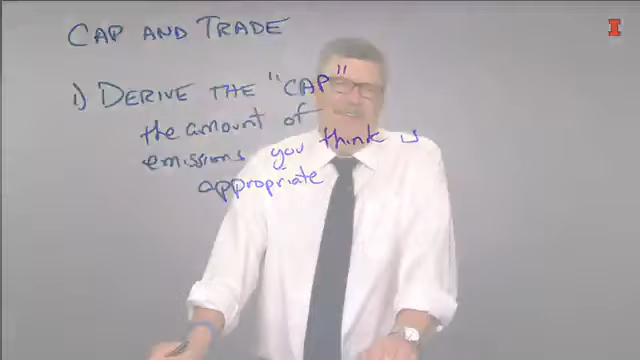 CAP AND TRADE
1) DERIVE THE "CAP"
the amount of
emissions you think is
appropriate
I